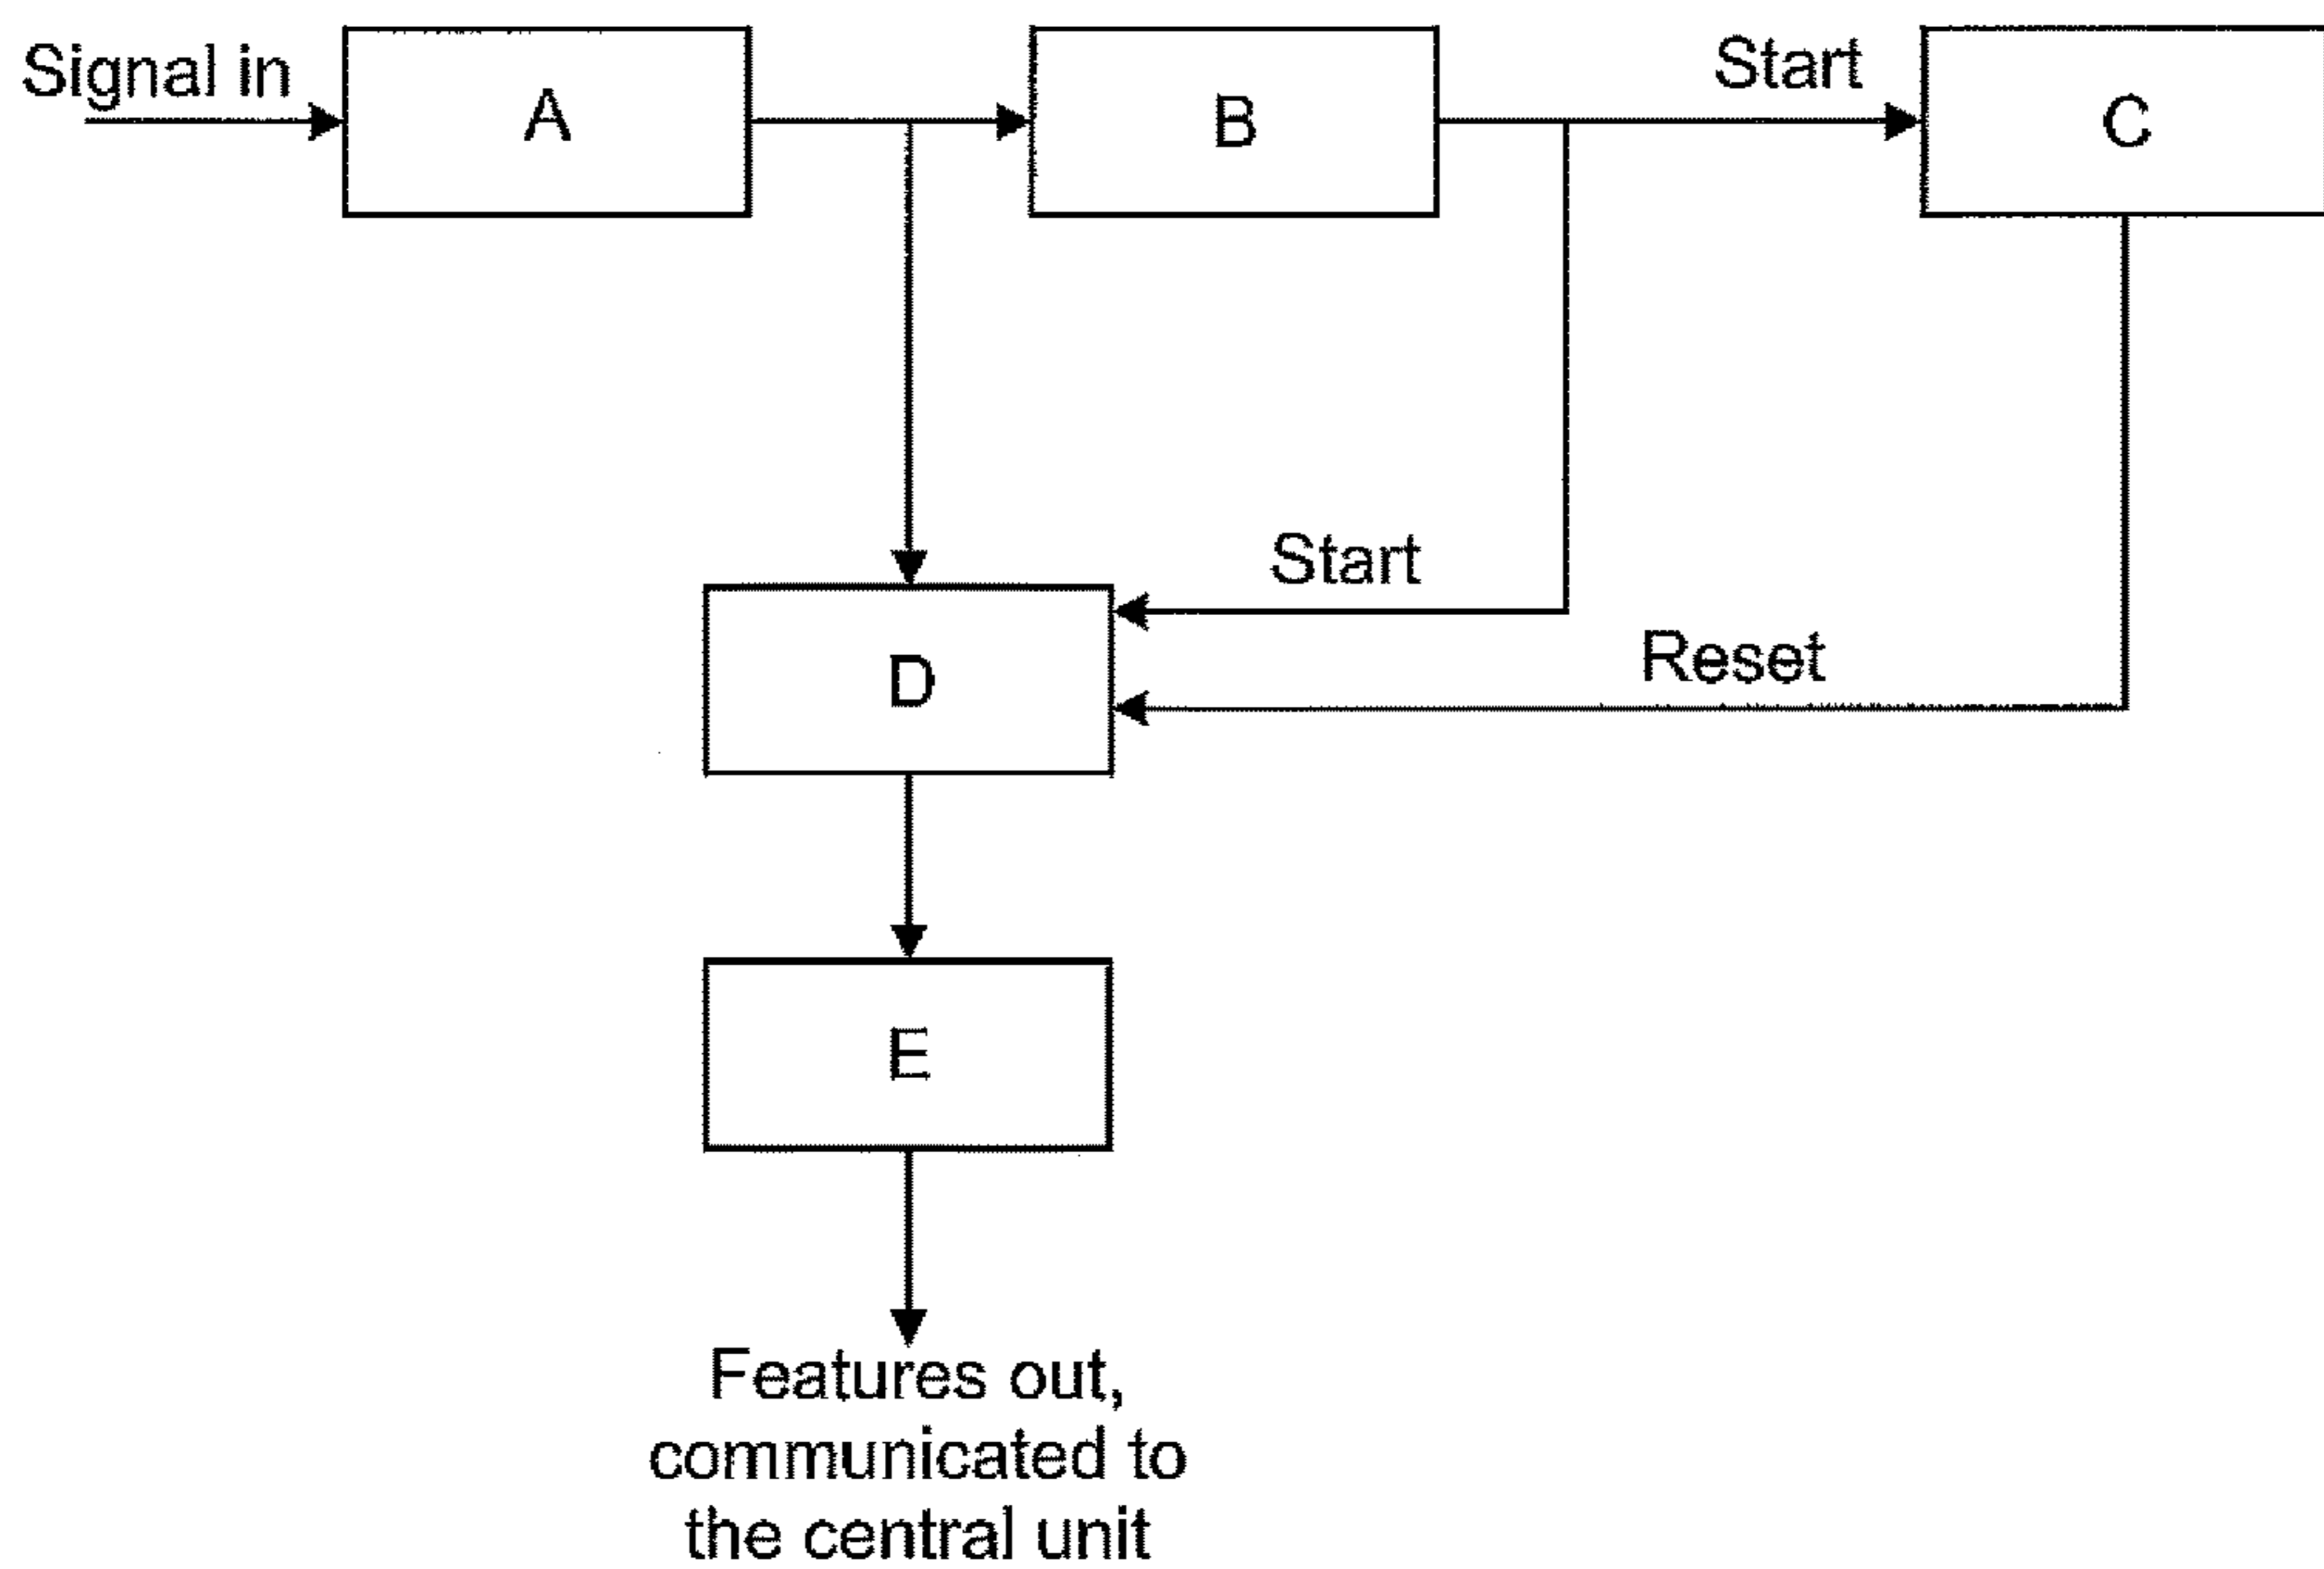 Signal in
A
B
Start
C
Start
Reset
D
E
Features out,
communicated to
the central unit